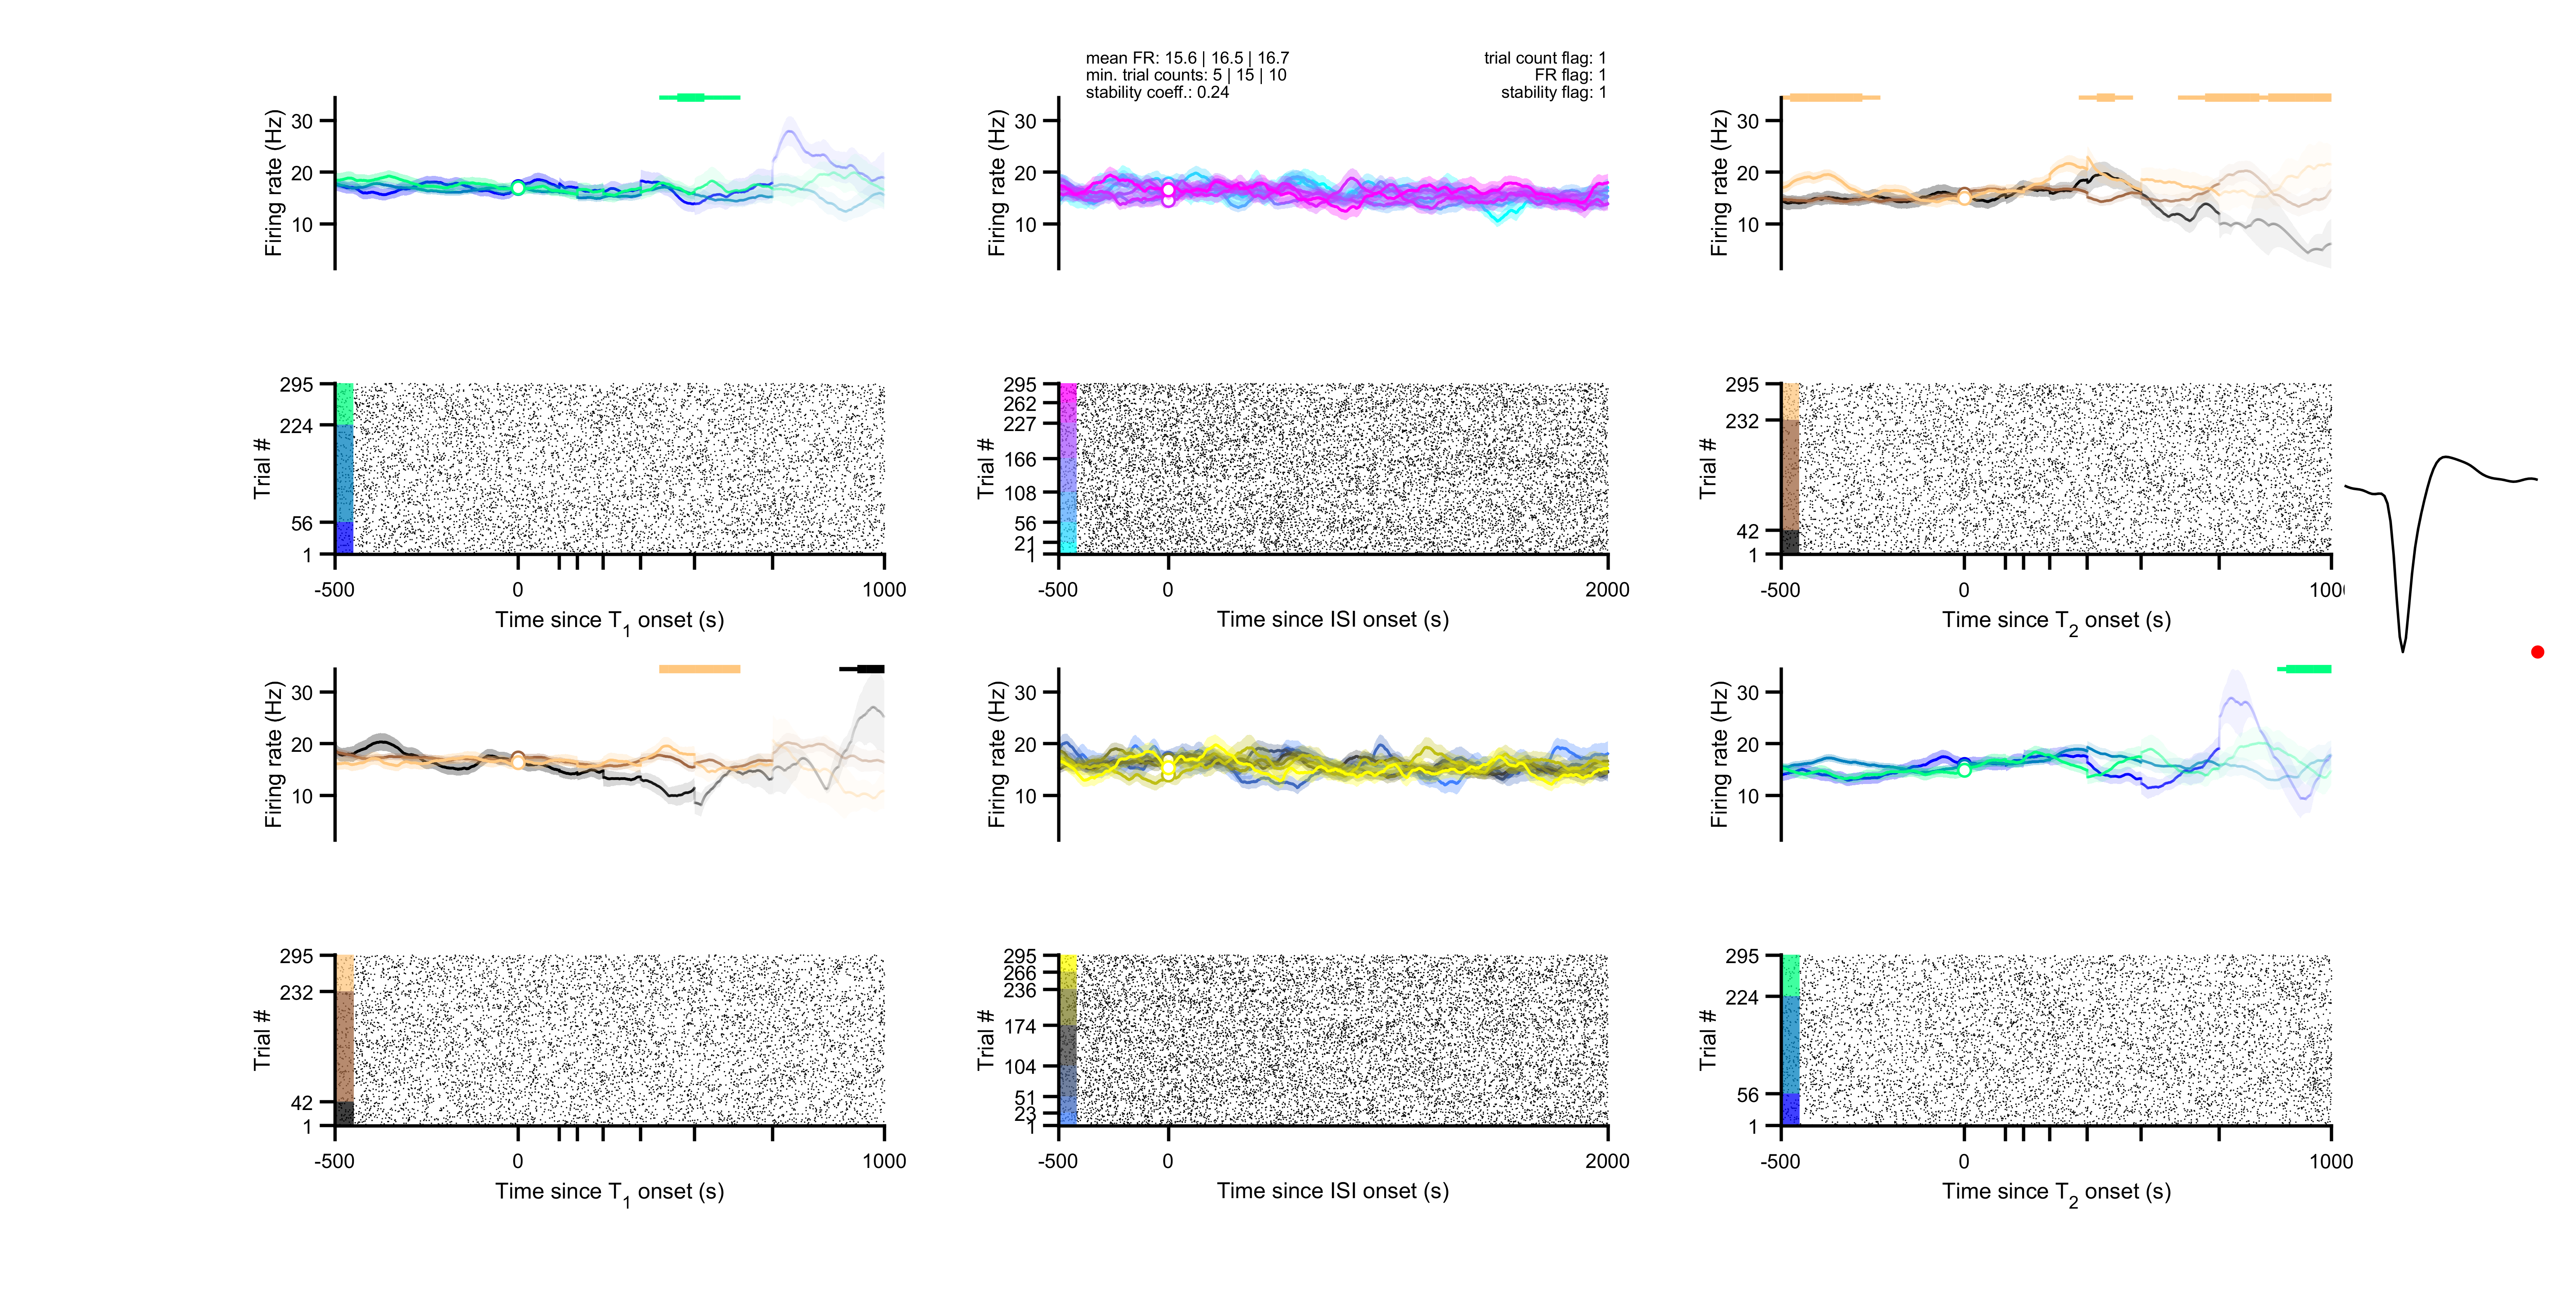 mean FR: 15.6 | 16.5 | 16.7
min. trial counts: 5 | 15 | 10
stability coeff.: 0.24
trial count flag: 1
FR flag: 1
stability flag: 1
Firing rate (Hz)
30
20
10
Firing rate (Hz)
30
20
10
Firing rate (Hz)
30
20
10
Trial #
295
224
56
1
-500
0
1000
Time since T1 onset (s)
Trial #
295
262
227
166
108
56
21
1
-500
0
2000
Time since ISI onset (s)
Trial #
295
232
42
1
-500
0
Time since T2 onset (s)
Firing rate (Hz)
30
20
10
Firing rate (Hz)
30
20
10
Firing rate (Hz)
30
20
10
Trial #
295
232
42
1
-500
0
1000
Time since T1 onset (s)
Trial #
295
266
236
174
104
51
23
1
-500
0
2000
Time since ISI onset (s)
Trial #
295
224
56
1
-500
0
1000
Time since T2 onset (s)